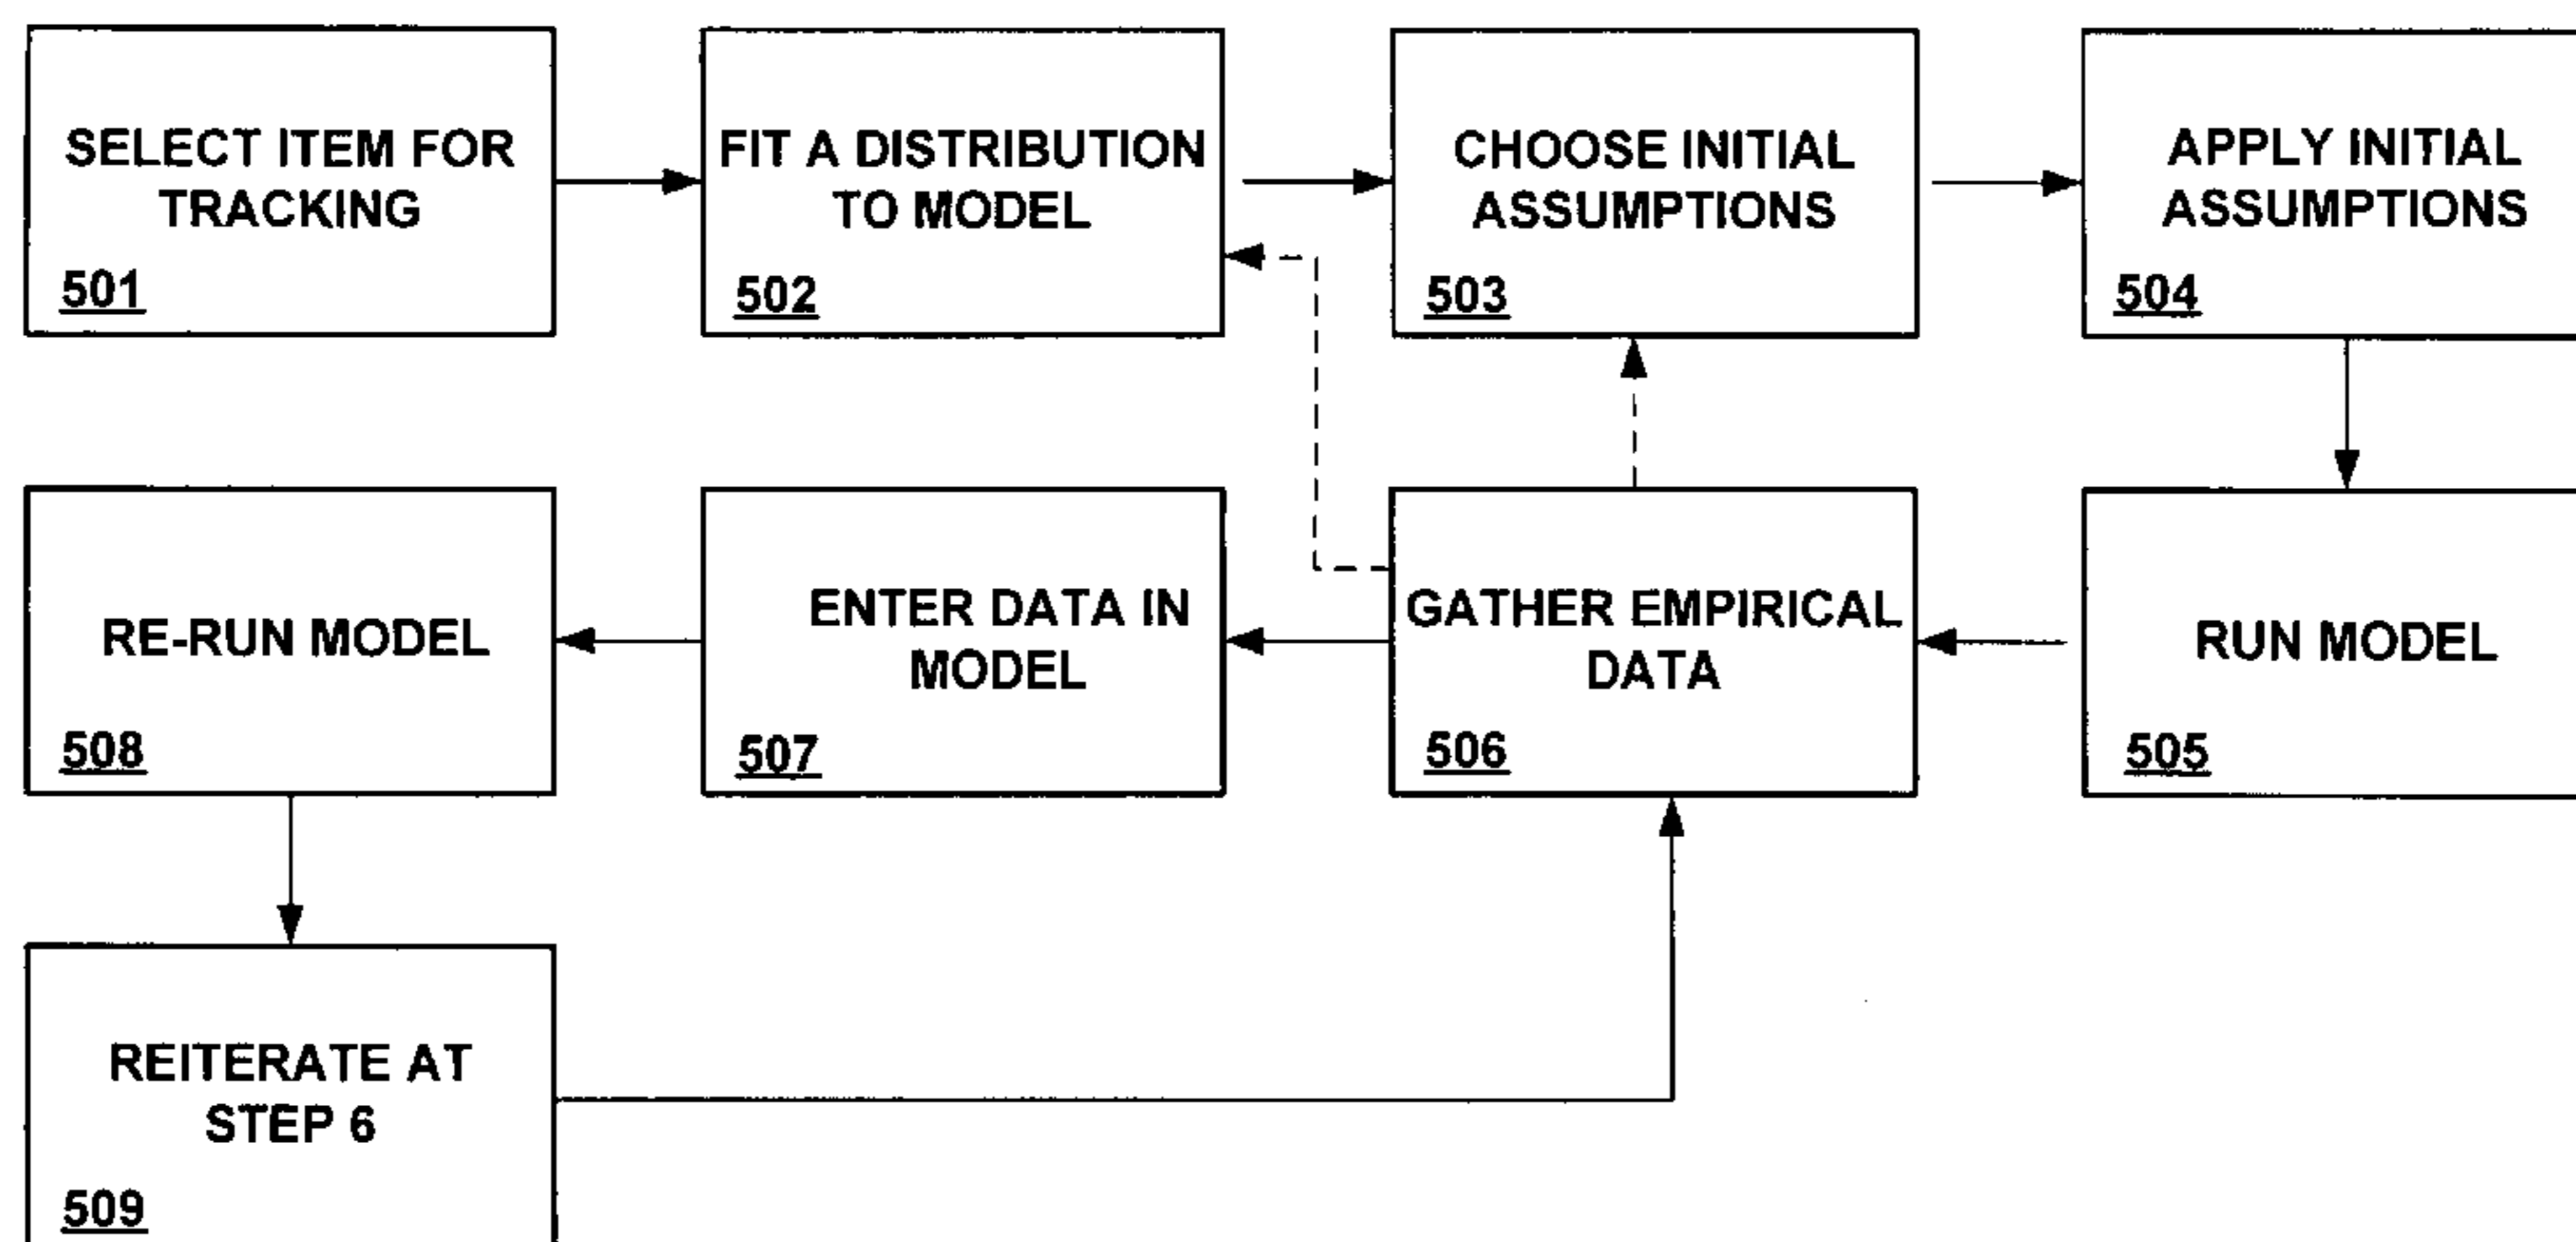 SELECT ITEM FOR
TRACKING
501
FIT A DISTRIBUTION
TO MODEL
502
CHOOSE INITIAL
ASSUMPTIONS
503
APPLY INITIAL
ASSUMPTIONS
504
RUN MODEL
505
GATHER EMPIRICAL
DATA
506
ENTER DATA IN
MODEL
507
RE-RUN MODEL
508
REITERATE AT
STEP 6
509